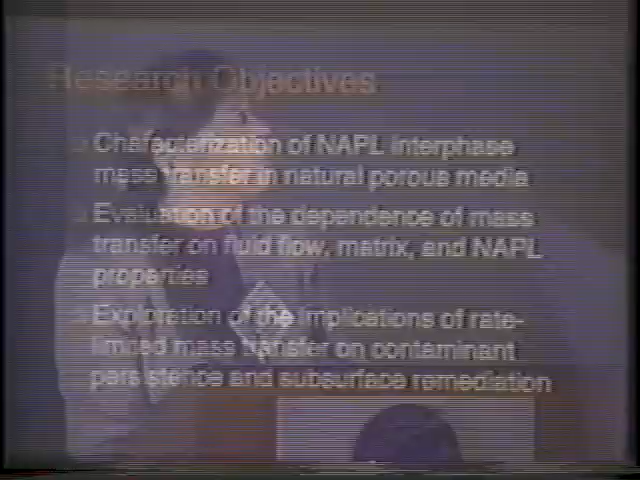 Research Objectives
Characterization of NAPL interphase
mass transfer in natural porous media
Evaluation of the dependence of mass
transfer on fluid flow, matrix, and NAPL
properties
Exploration of the implications of rate-
limited mass transfer on contaminant
persistence and subsurface remediation